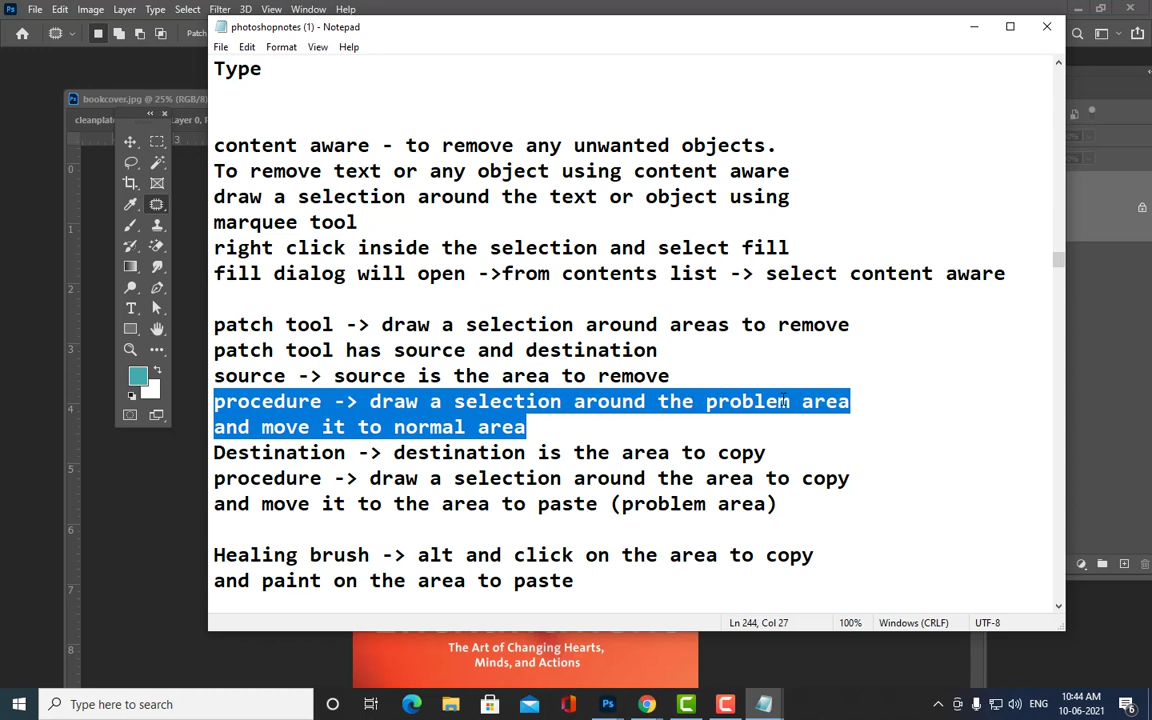 File Edit Image Layer Type Select Filter 3D View Window Help
photoshopnotes (1) - Notepad
File Edit Format View Help
Patch
bookcover.jpg @ 25% (RGB/8)
Type
content aware - to remove any unwanted objects.
To remove text or any object using content aware
draw a selection around the text or object using
marquee tool
right click inside the selection and select fill
fill dialog will open ->from contents list -> select content aware
patch tool -> draw a selection around areas to remove
patch tool has source and destination
source -> source is the area to remove
procedure -> draw a selection around the problem area
and move it to normal area
Destination -> destination is the area to copy
procedure -> draw a selection around the area to copy
and move it to the area to paste (problem area)
Healing brush -> alt and click on the area to copy
and paint on the area to paste
Ln 244, Col 27 100% Windows (CRLF) UTF-8
The Art of Changing Hearts,
Minds, and Actions
Type here to search
ENG
10:44 AM
10-06-2021